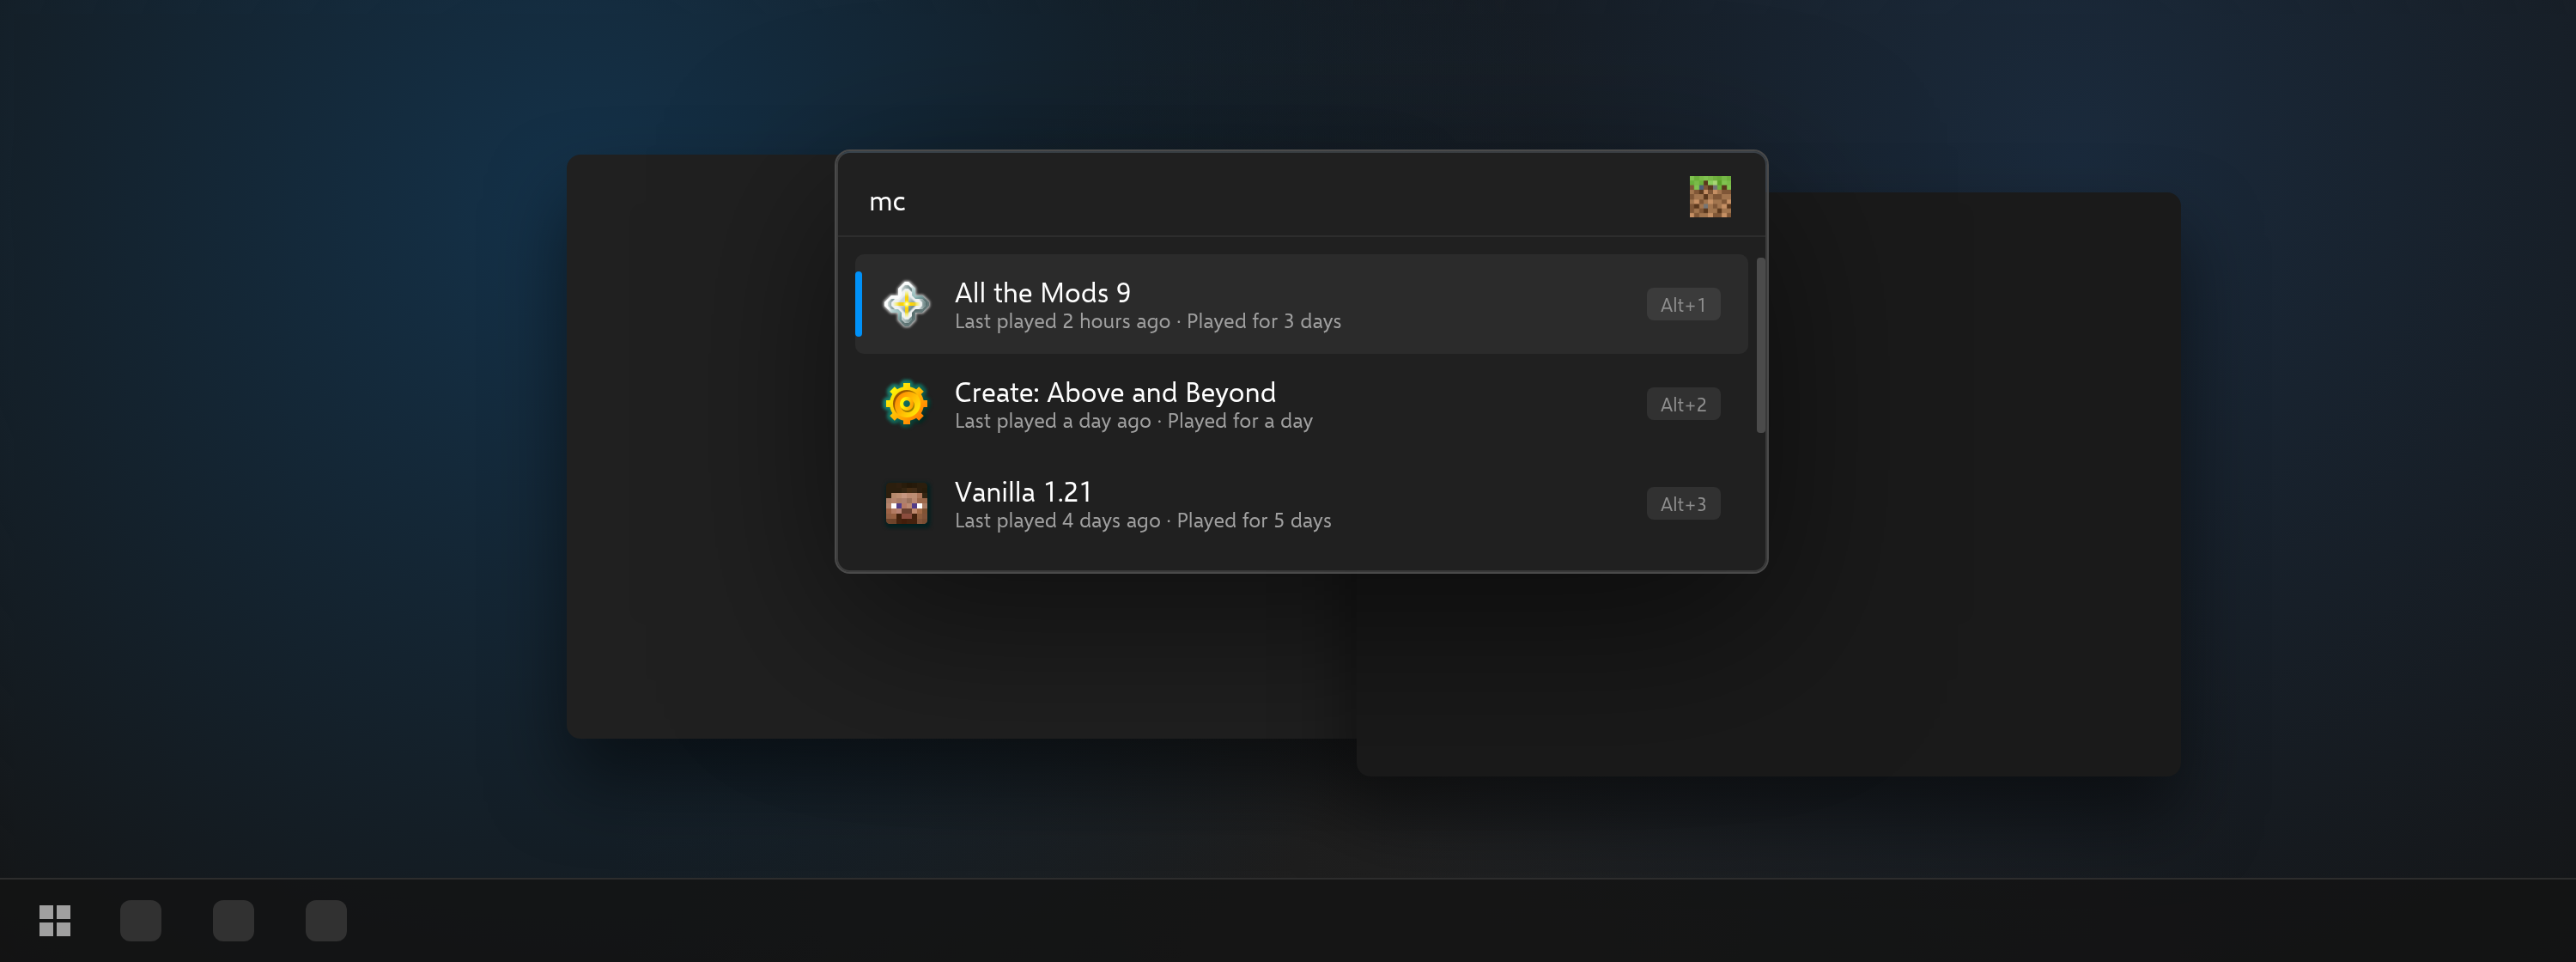 mc
All the Mods 9
Last played 2 hours ago · Played for 3 days
Alt+1
Create: Above and Beyond
Last played a day ago · Played for a day
Alt+2
Vanilla 1.21
Last played 4 days ago · Played for 5 days
Alt+3